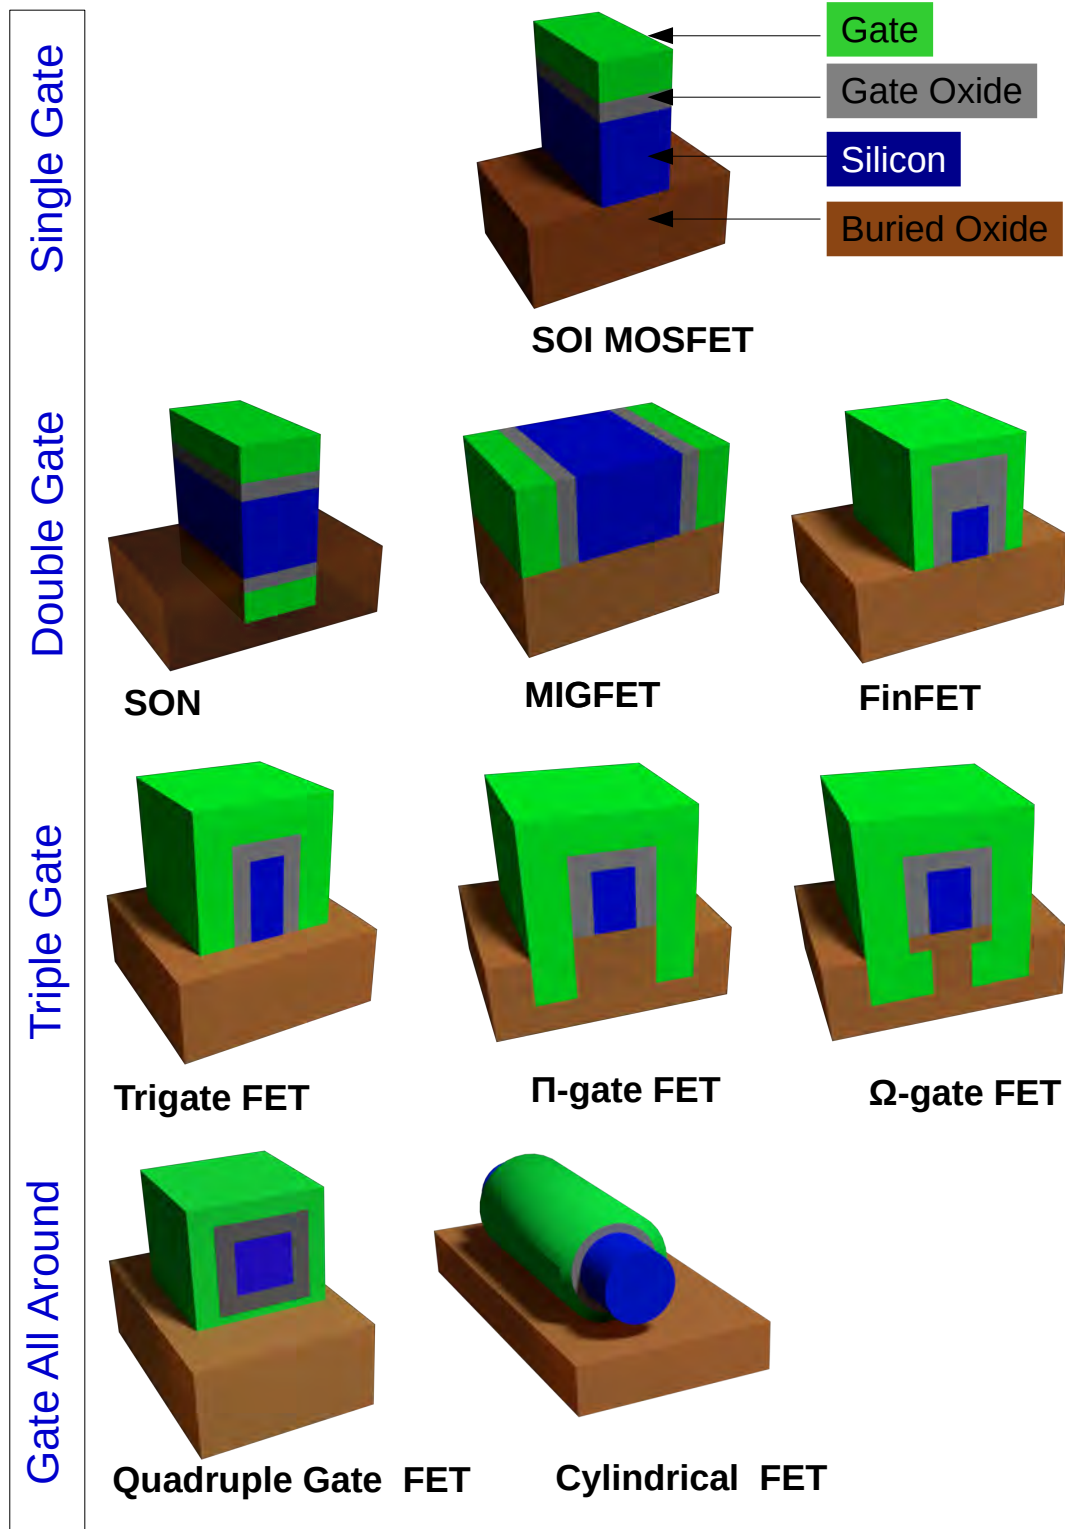 Single Gate
Gate
Gate Oxide
Silicon
Buried Oxide
SOI MOSFET
Double Gate
SON
MIGFET
FinFET
Triple Gate
Trigate FET
Π-gate FET
Ω-gate FET
Gate All Around
Quadruple Gate FET
Cylindrical FET